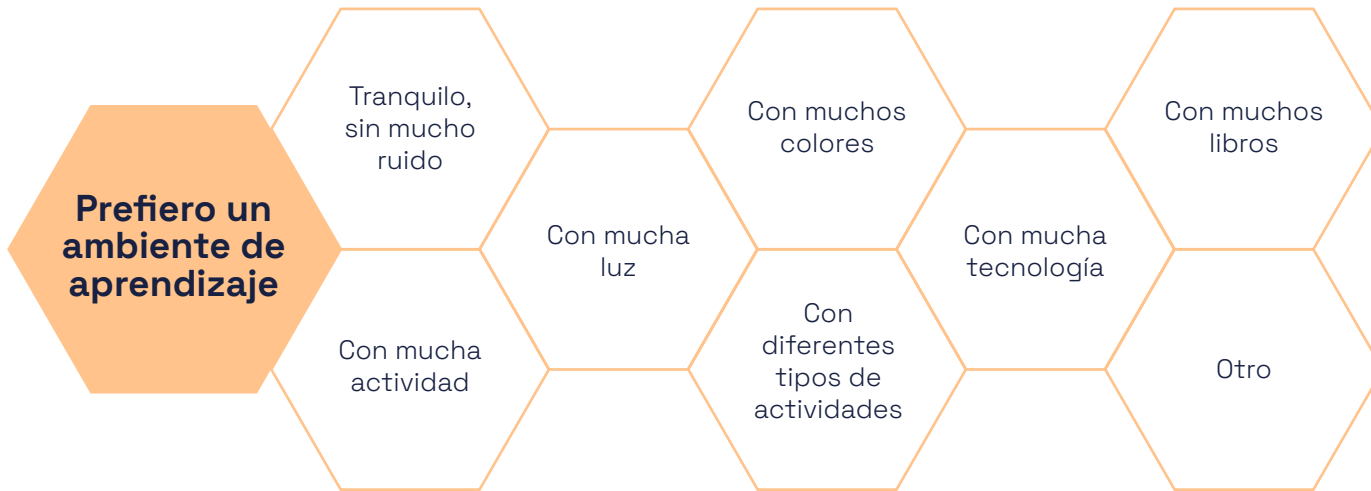 Prefiero un
ambiente de
aprendizaje
Tranquilo,
sin mucho
ruido
Con mucha
actividad
Con mucha
luz
Con muchos
colores
Con
diferentes
tipos de
actividades
Con mucha
tecnología
Con muchos
libros
Otro